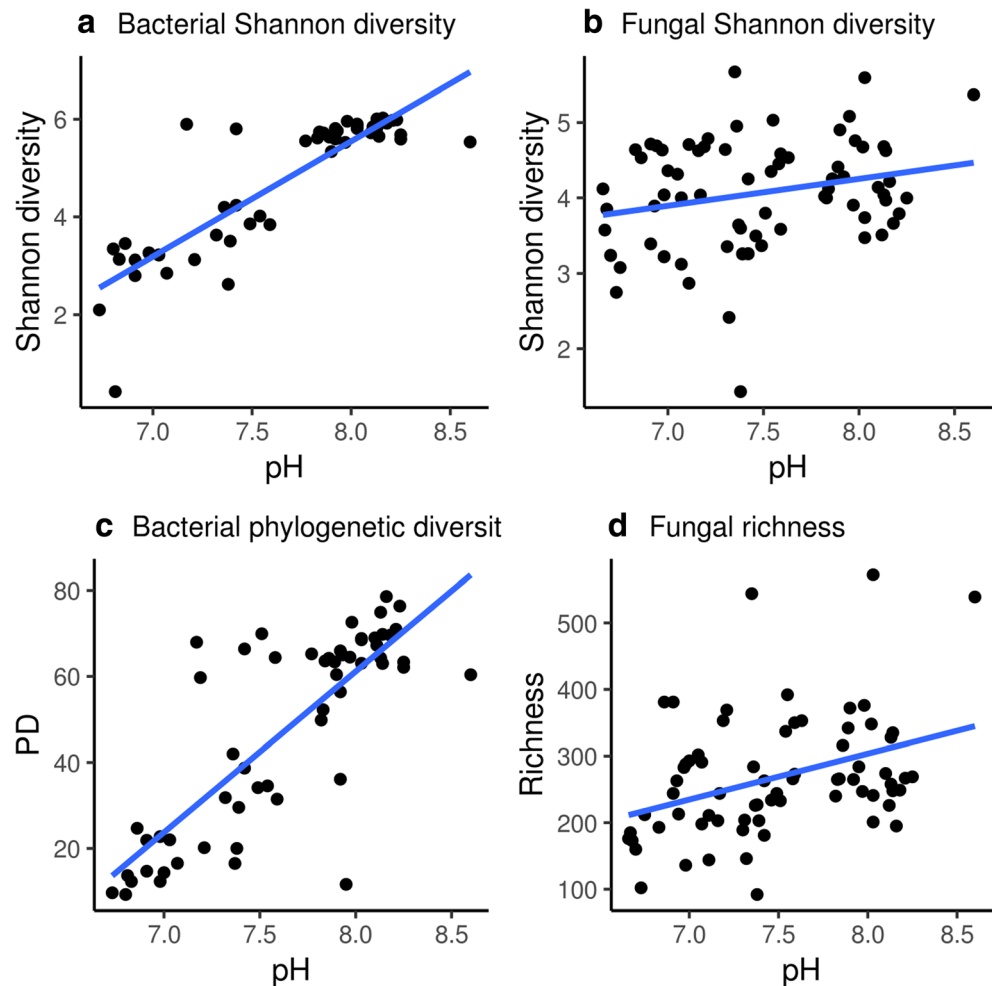 a Bacterial Shannon diversity
Shannon diversity
6
4
2
7.0 7.5 8.0 8.5
pH
b Fungal Shannon diversity
Shannon diversity
5
4
3
2
7.0 7.5 8.0 8.5
pH
c Bacterial phylogenetic diversit
PD
80
60
40
20
7.0 7.5 8.0 8.5
pH
d Fungal richness
Richness
500
400
300
200
100
7.0 7.5 8.0 8.5
pH